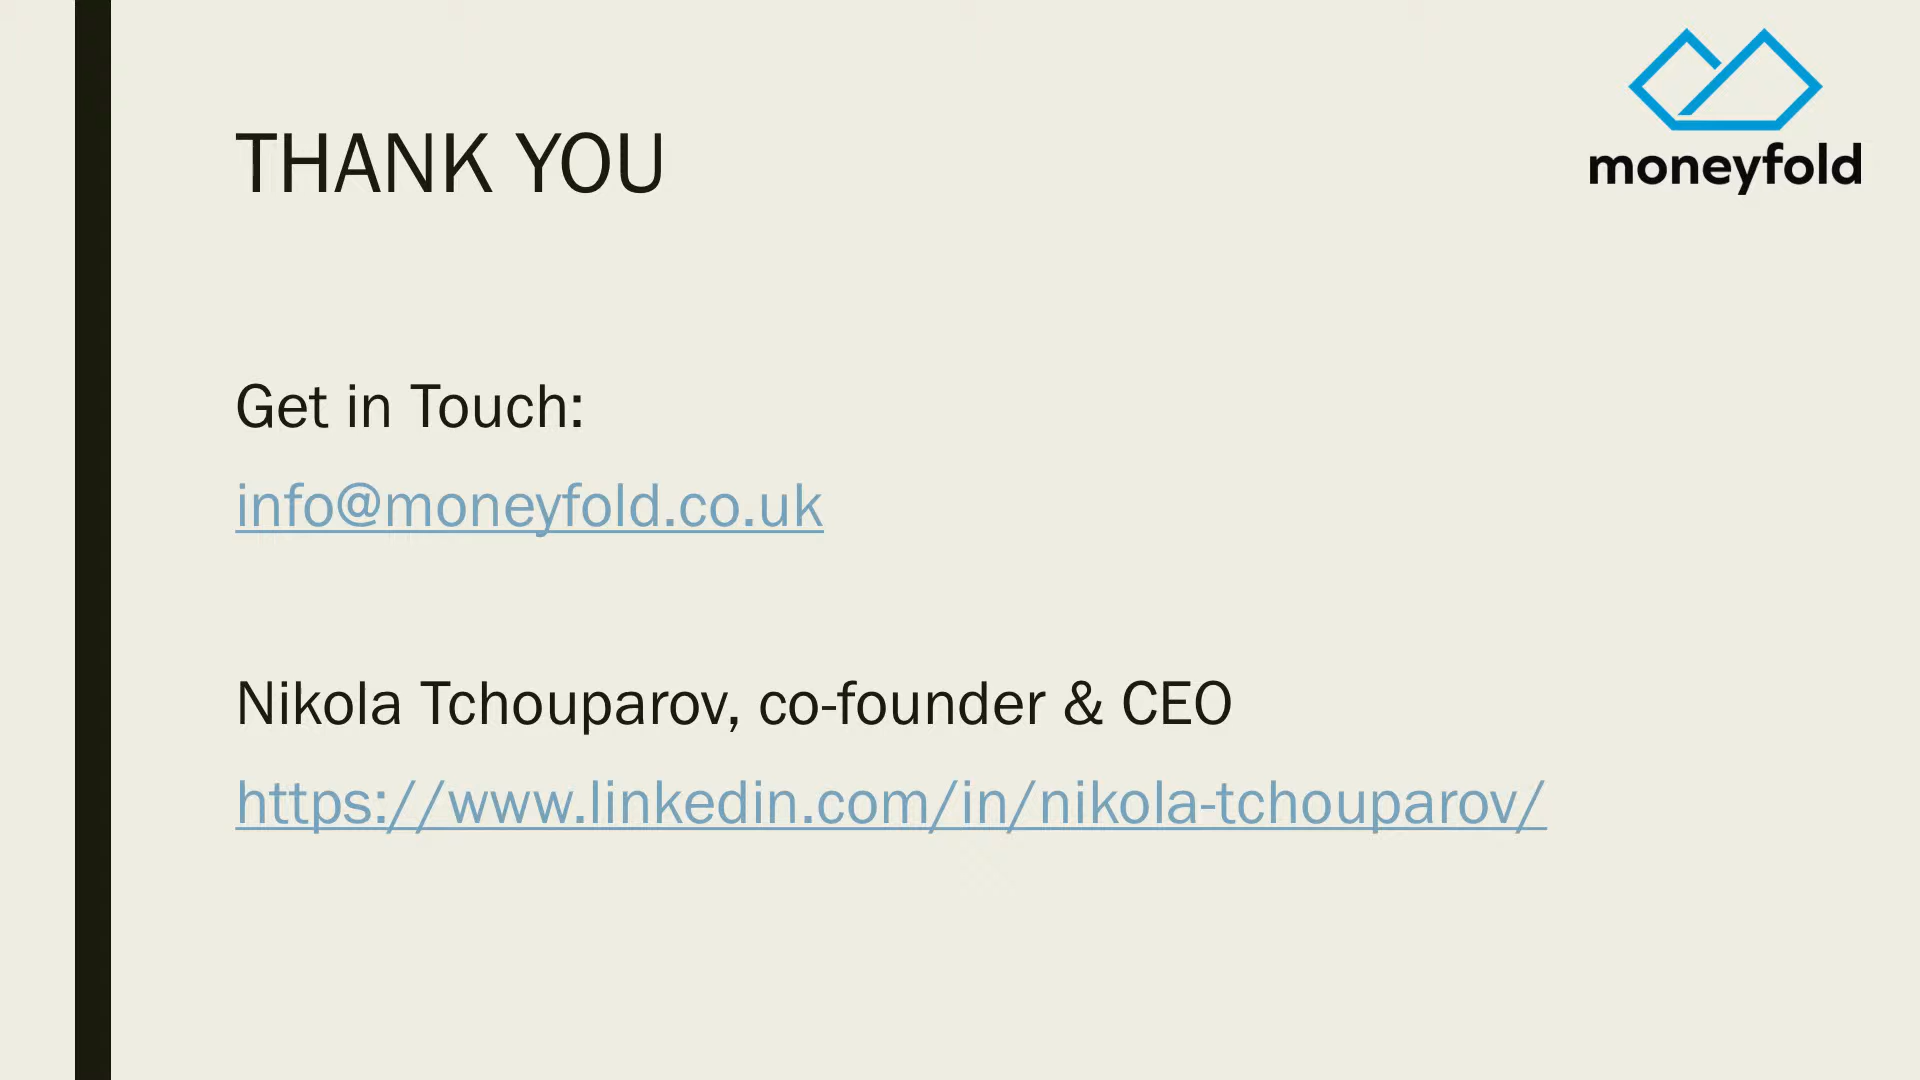 moneyfold
THANK YOU
Get in Touch:
info@moneyfold.co.uk
Nikola Tchouparov, co-founder & CEO
https://www.linkedin.com/in/nikola-tchouparov/